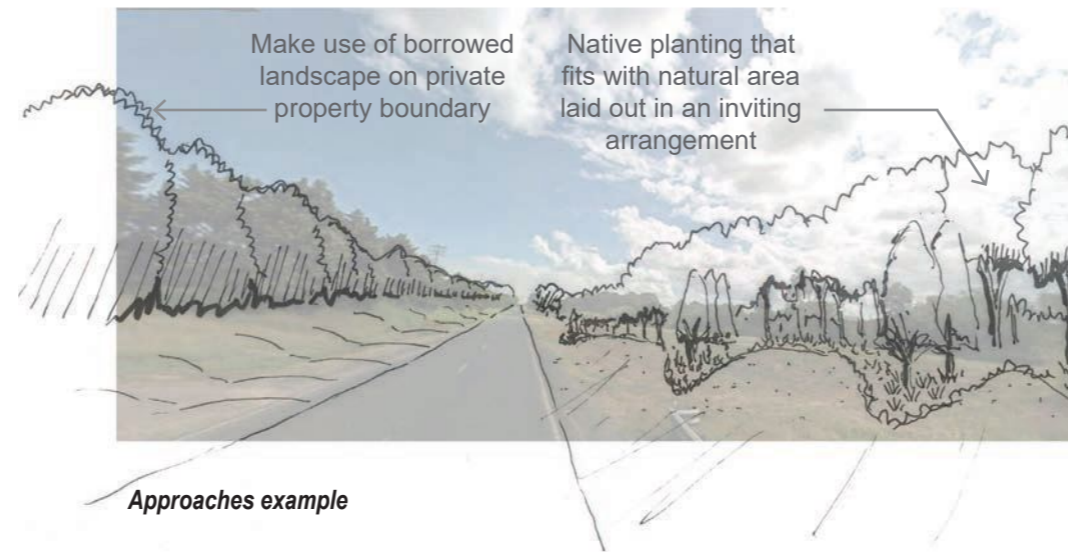 Make use of borrowed
landscape on private
property boundary
Native planting that
fits with natural area
laid out in an inviting
arrangement
Approaches example